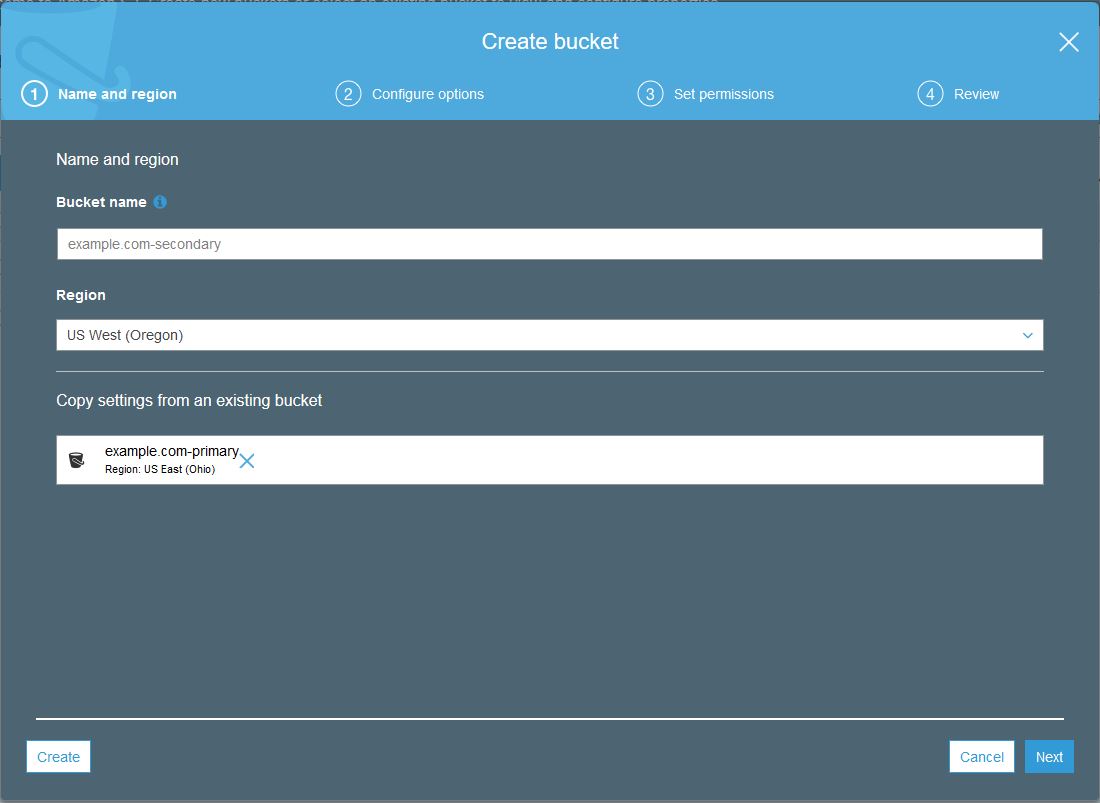 Create bucket
1 Name and region
2 Configure options
3 Set permissions
4 Review
Name and region
Bucket name
example.com-secondary
Region
US West (Oregon)
Copy settings from an existing bucket
example.com-primary
Region: US East (Ohio)
Create
Cancel
Next